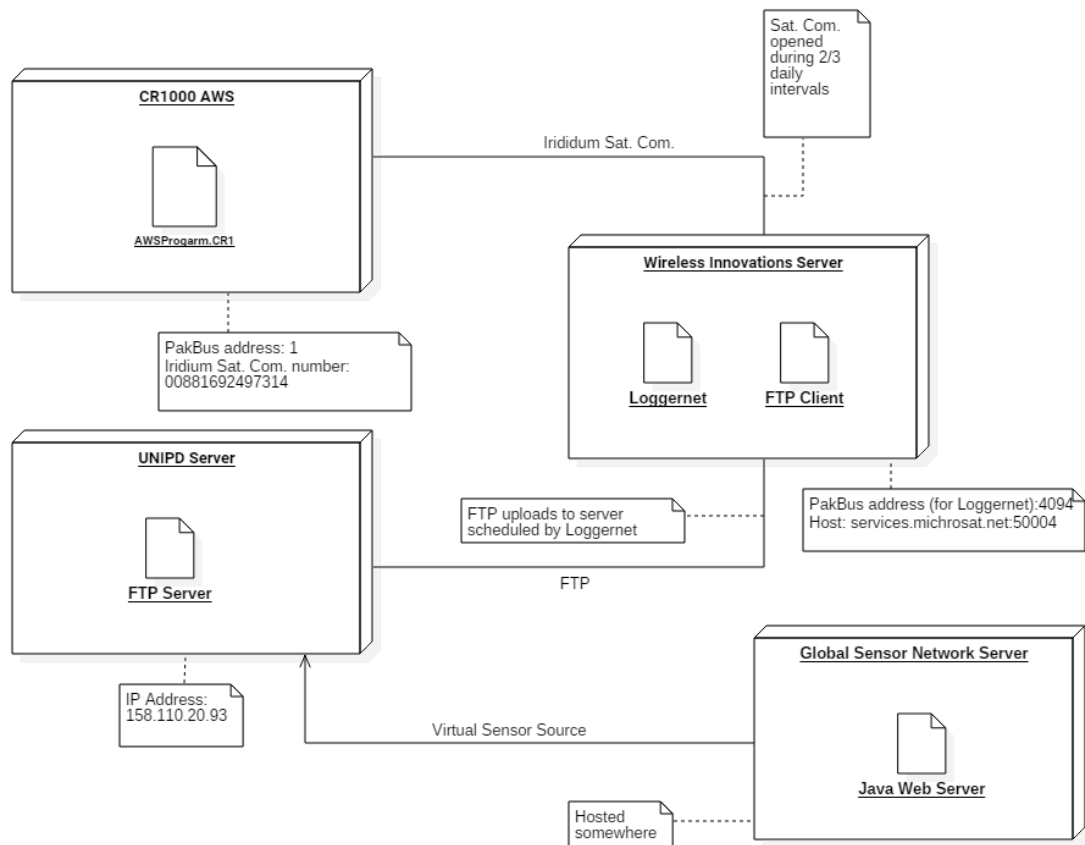 Sat. Com.
opened
during 2/3
daily
intervals
CR1000 AWS
AWSProgarm.CR1
Irididum Sat. Com.
Wireless Innovations Server
Loggernet
FTP Client
PakBus address: 1
Iridium Sat. Com. number:
00881692497314
UNIPD Server
FTP Server
FTP uploads to server
scheduled by Loggernet
PakBus address (for Loggernet):4094
Host: services.michrosat.net:50004
FTP
IP Address:
158.110.20.93
Virtual Sensor Source
Global Sensor Network Server
Java Web Server
Hosted
somewhere